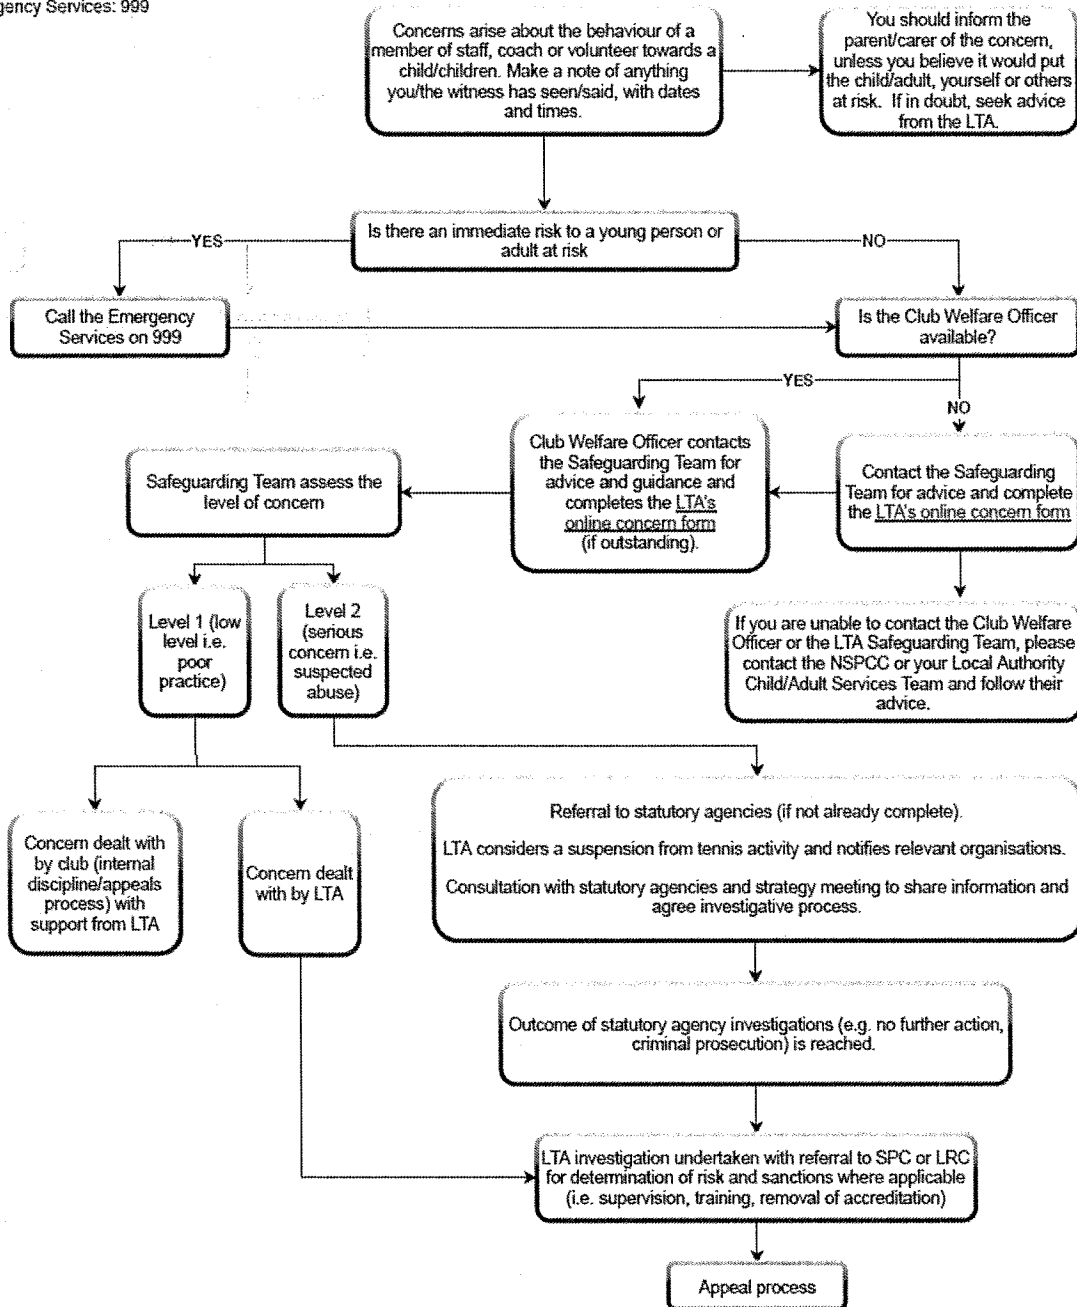 gency Services: 999
Concerns arise about the behaviour of a
member of staff, coach or volunteer towards a
child/children. Make a note of anything
you/the witness has seen/said, with dates
and times.
You should inform the
parent/carer of the concern,
unless you believe it would put
the child/adult, yourself or others
at risk. If in doubt, seek advice
from the LTA.
Is there an immediate risk to a young person or
adult at risk
YES
NO
Call the Emergency
Services on 999
Is the Club Welfare Officer
available?
YES
NO
Club Welfare Officer contacts
the Safeguarding Team for
advice and guidance and
completes the LTA's
online concern form
(if outstanding).
Contact the Safeguarding
Team for advice and complete
the LTA's online concern form
Safeguarding Team assess the
level of concern
Level 1 (low
level i.e.
poor
practice)
Level 2
(serious
concern i.e.
suspected
abuse)
If you are unable to contact the Club Welfare
Officer or the LTA Safeguarding Team, please
contact the NSPCC or your Local Authority
Child/Adult Services Team and follow their
advice.
Concern dealt with
by club (internal
discipline/appeals
process) with
support from LTA
Concern dealt
with by LTA
Referral to statutory agencies (if not already complete).
LTA considers a suspension from tennis activity and notifies relevant organisations.
Consultation with statutory agencies and strategy meeting to share information and
agree investigative process.
Outcome of statutory agency investigations (e.g. no further action,
criminal prosecution) is reached.
LTA investigation undertaken with referral to SPC or LRC
for determination of risk and sanctions where applicable
(i.e. supervision, training, removal of accreditation)
Appeal process